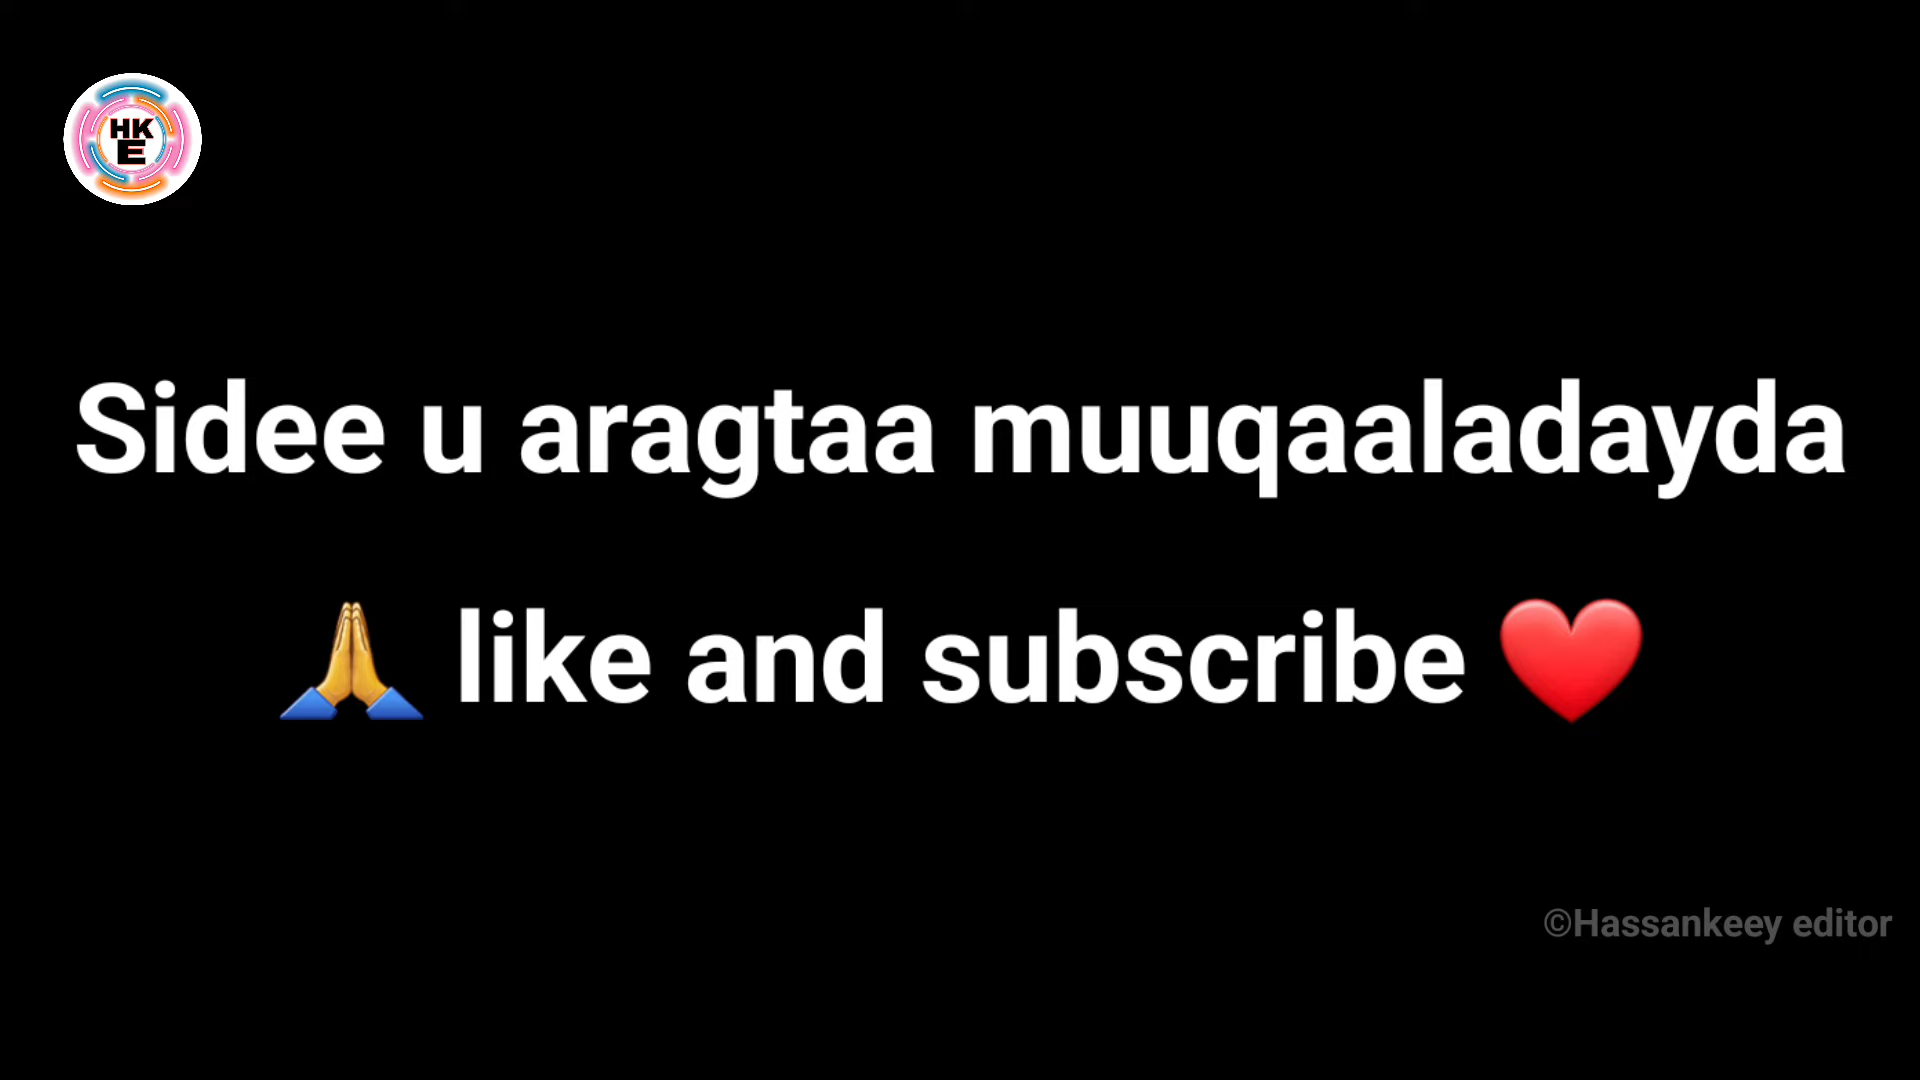 HK
E
Sidee u aragtaa muuqaaladayda
🙏 like and subscribe ❤️
©Hassankeey editor